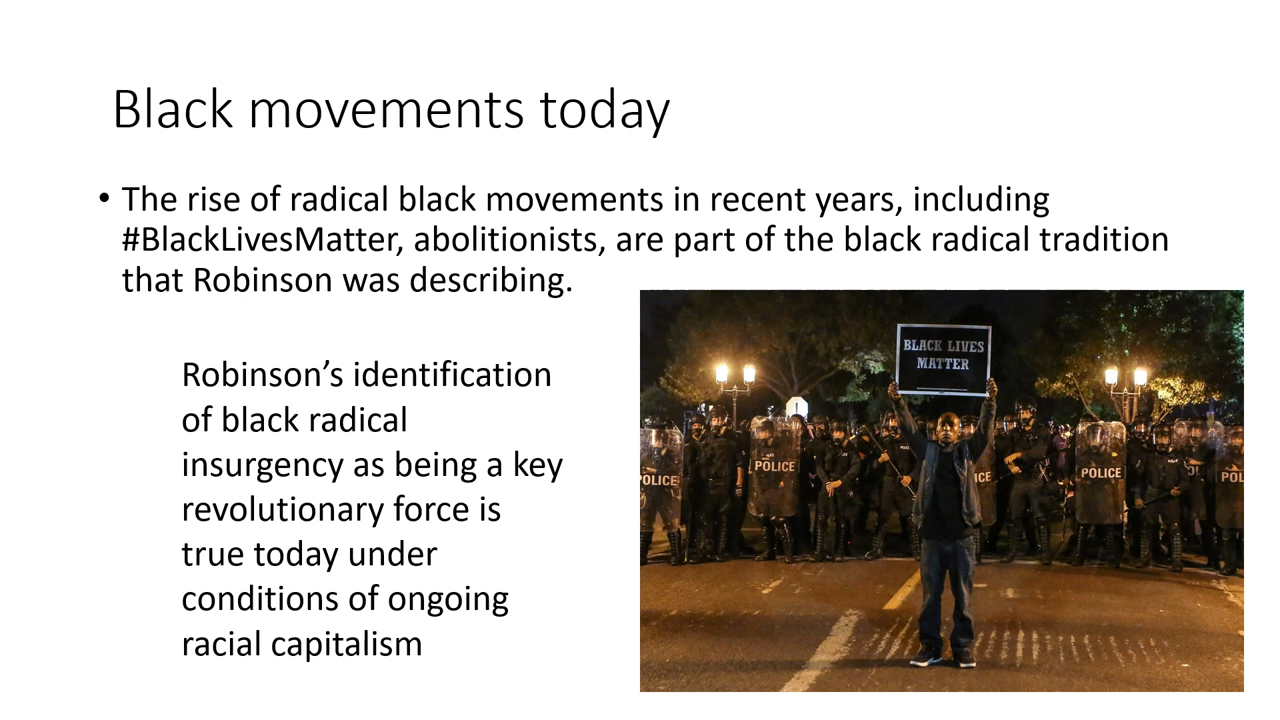 Black movements today
• The rise of radical black movements in recent years, including
#BlackLivesMatter, abolitionists, are part of the black radical tradition
that Robinson was describing.
Robinson’s identification
of black radical
insurgency as being a key
revolutionary force is
true today under
conditions of ongoing
racial capitalism
BLACK LIVES
MATTER
POLICE
POLICE
ICE
POLICE
POL